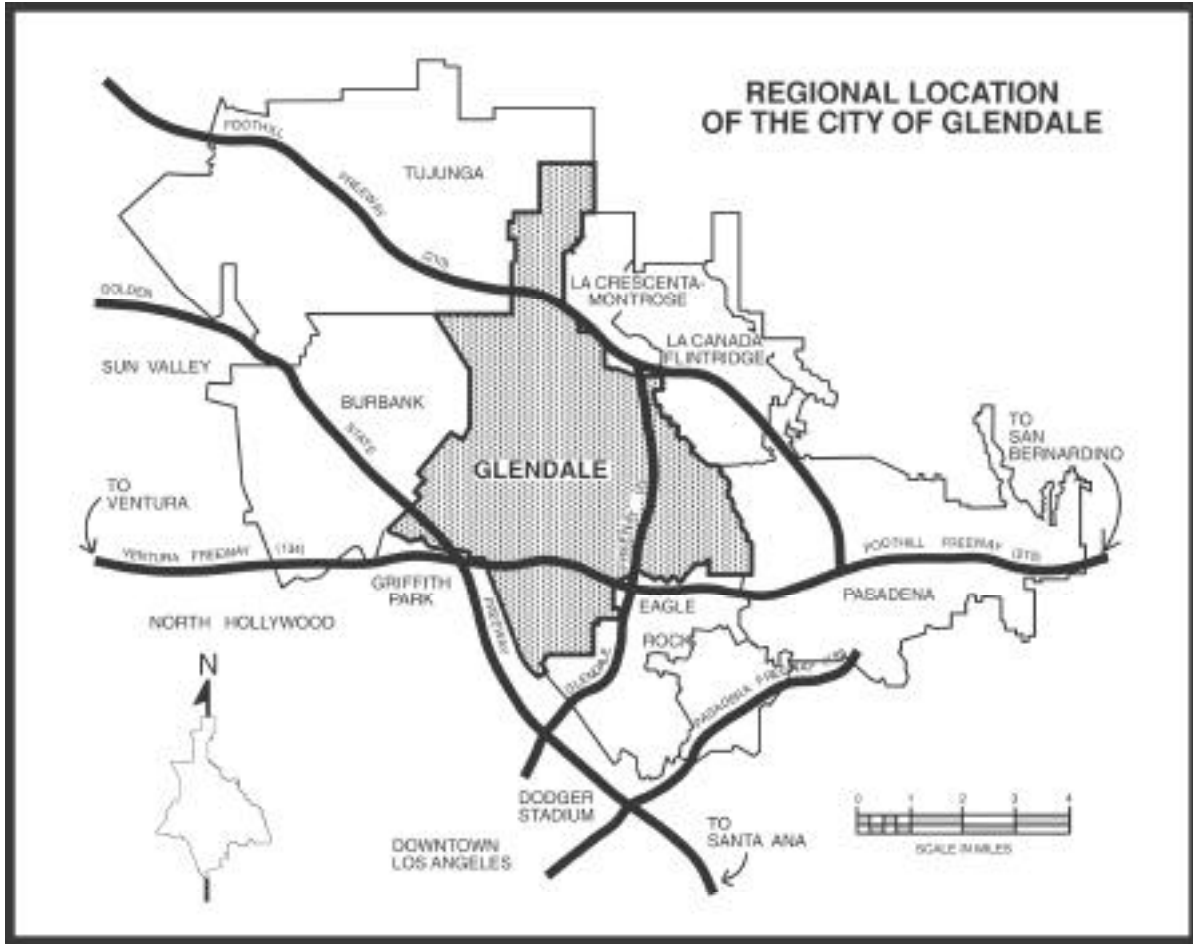 REGIONAL LOCATION
OF THE CITY OF GLENDALE
FOOTHILL
FREEWAY
(210)
TUJUNGA
LA CRESCENTA-
MONTROSE
GOLDEN
STATE
FREEWAY
LA CANADA
FLINTRIDGE
SUN VALLEY
BURBANK
GLENDALE
TO
SAN
BERNARDINO
TO
VENTURA
VENTURA FREEWAY (134)
FOOTHILL FREEWAY (210)
GRIFFITH
PARK
EAGLE
ROCK
PASADENA
NORTH HOLLYWOOD
GLENDALE
PASADENA FREEWAY
N
DODGER
STADIUM
DOWNTOWN
LOS ANGELES
TO
SANTA ANA
0 1 2 3 4
SCALE IN MILES